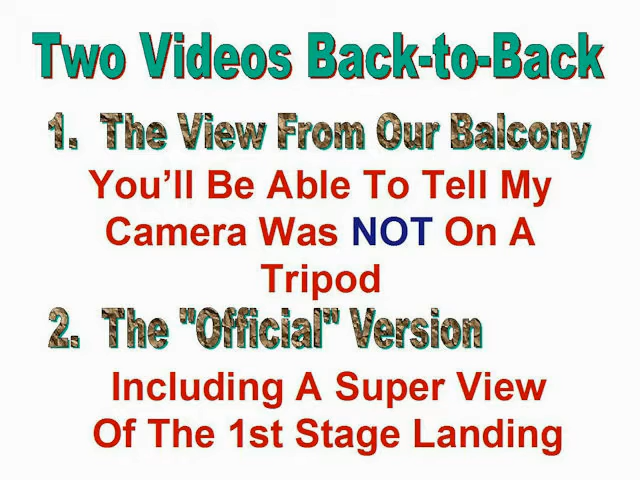 Two Videos Back-to-Back
1. The View From Our Balcony
You’ll Be Able To Tell My
Camera Was NOT On A
Tripod
2. The "Official" Version
Including A Super View
Of The 1st Stage Landing